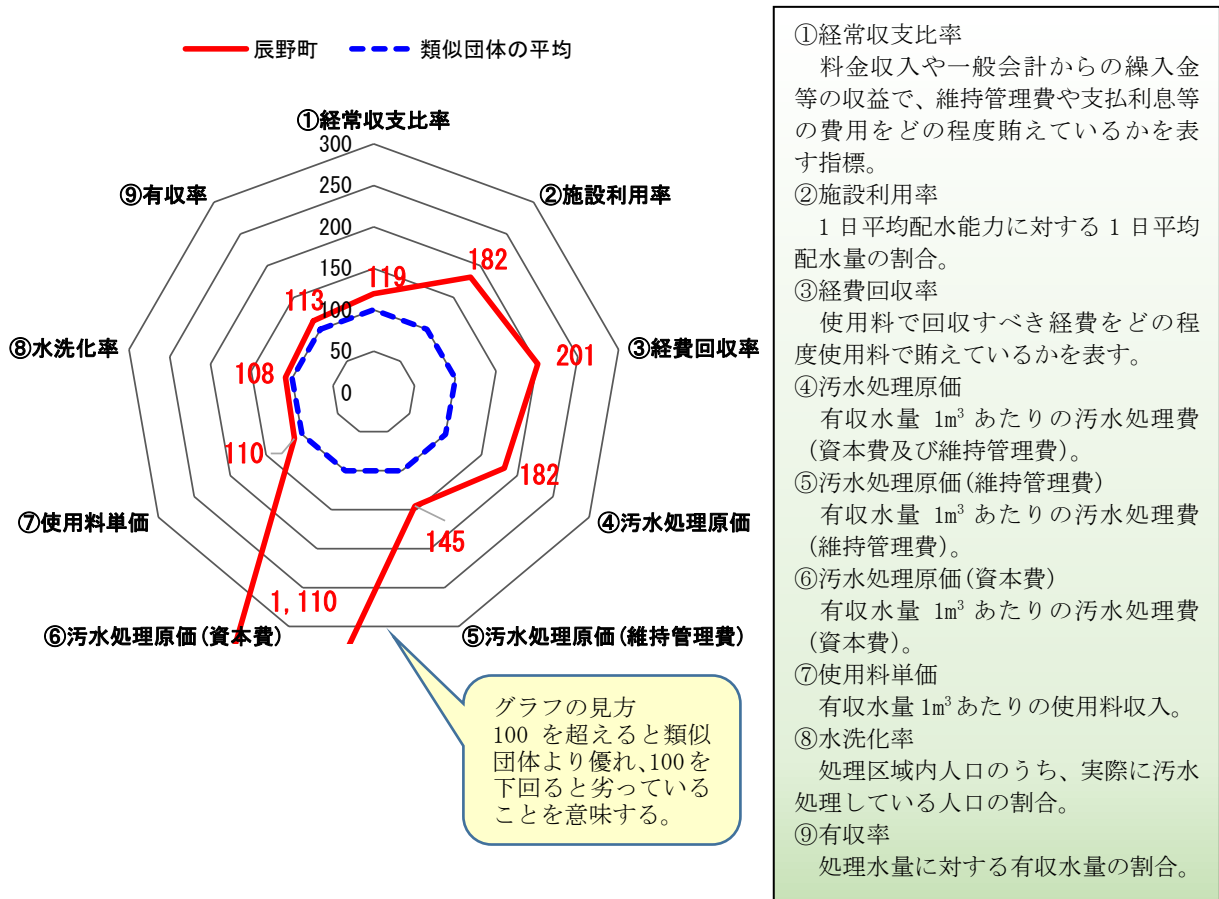 辰野町
類似団体の平均
①経常収支比率
300
250
200
150
100
50
0
②施設利用率
③経費回収率
④汚水処理原価
⑤汚水処理原価(維持管理費)
⑥汚水処理原価(資本費)
⑦使用料単価
⑧水洗化率
⑨有収率
119
182
201
182
145
1,110
110
108
113
グラフの見方
100 を超えると類似
団体より優れ、100を
下回ると劣っている
ことを意味する。
①経常収支比率
料金収入や一般会計からの繰入金
等の収益で、維持管理費や支払利息等
の費用をどの程度賄えているかを表
す指標。
②施設利用率
1 日平均配水能力に対する 1 日平均
配水量の割合。
③経費回収率
使用料で回収すべき経費をどの程
度使用料で賄えているかを表す。
④汚水処理原価
有収水量 1m³ あたりの汚水処理費
(資本費及び維持管理費)。
⑤汚水処理原価(維持管理費)
有収水量 1m³ あたりの汚水処理費
(維持管理費)。
⑥汚水処理原価(資本費)
有収水量 1m³ あたりの汚水処理費
(資本費)。
⑦使用料単価
有収水量 1m³あたりの使用料収入。
⑧水洗化率
処理区域内人口のうち、実際に汚水
処理している人口の割合。
⑨有収率
処理水量に対する有収水量の割合。